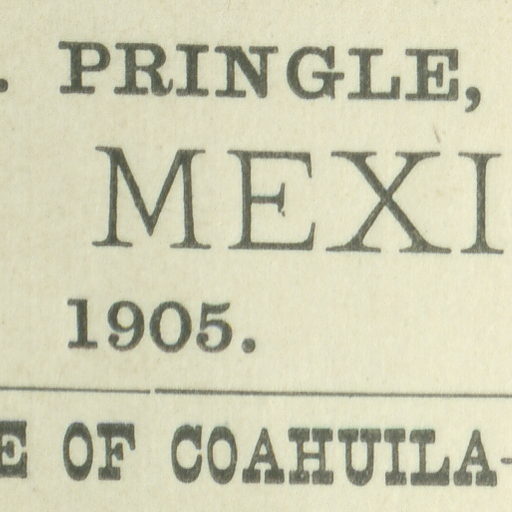 . PRINGLE,
MEXI
1905.
E OF COAHUILA-